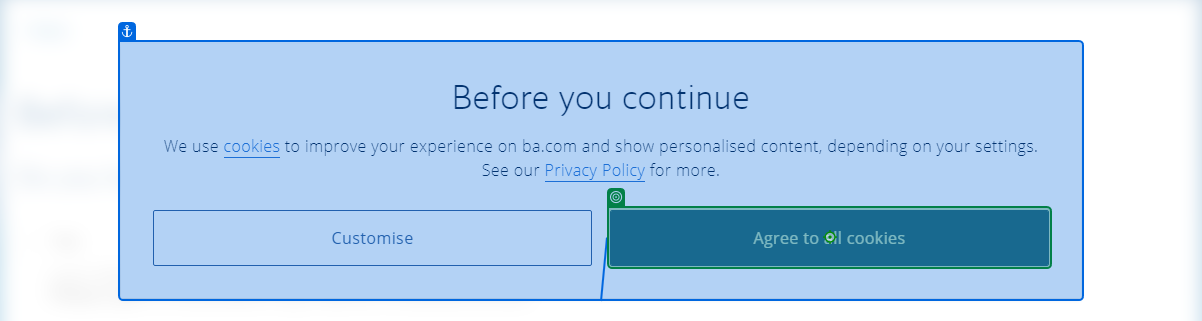 Before you continue
We use cookies to improve your experience on ba.com and show personalised content, depending on your settings.
See our Privacy Policy for more.
Customise
Agree to all cookies